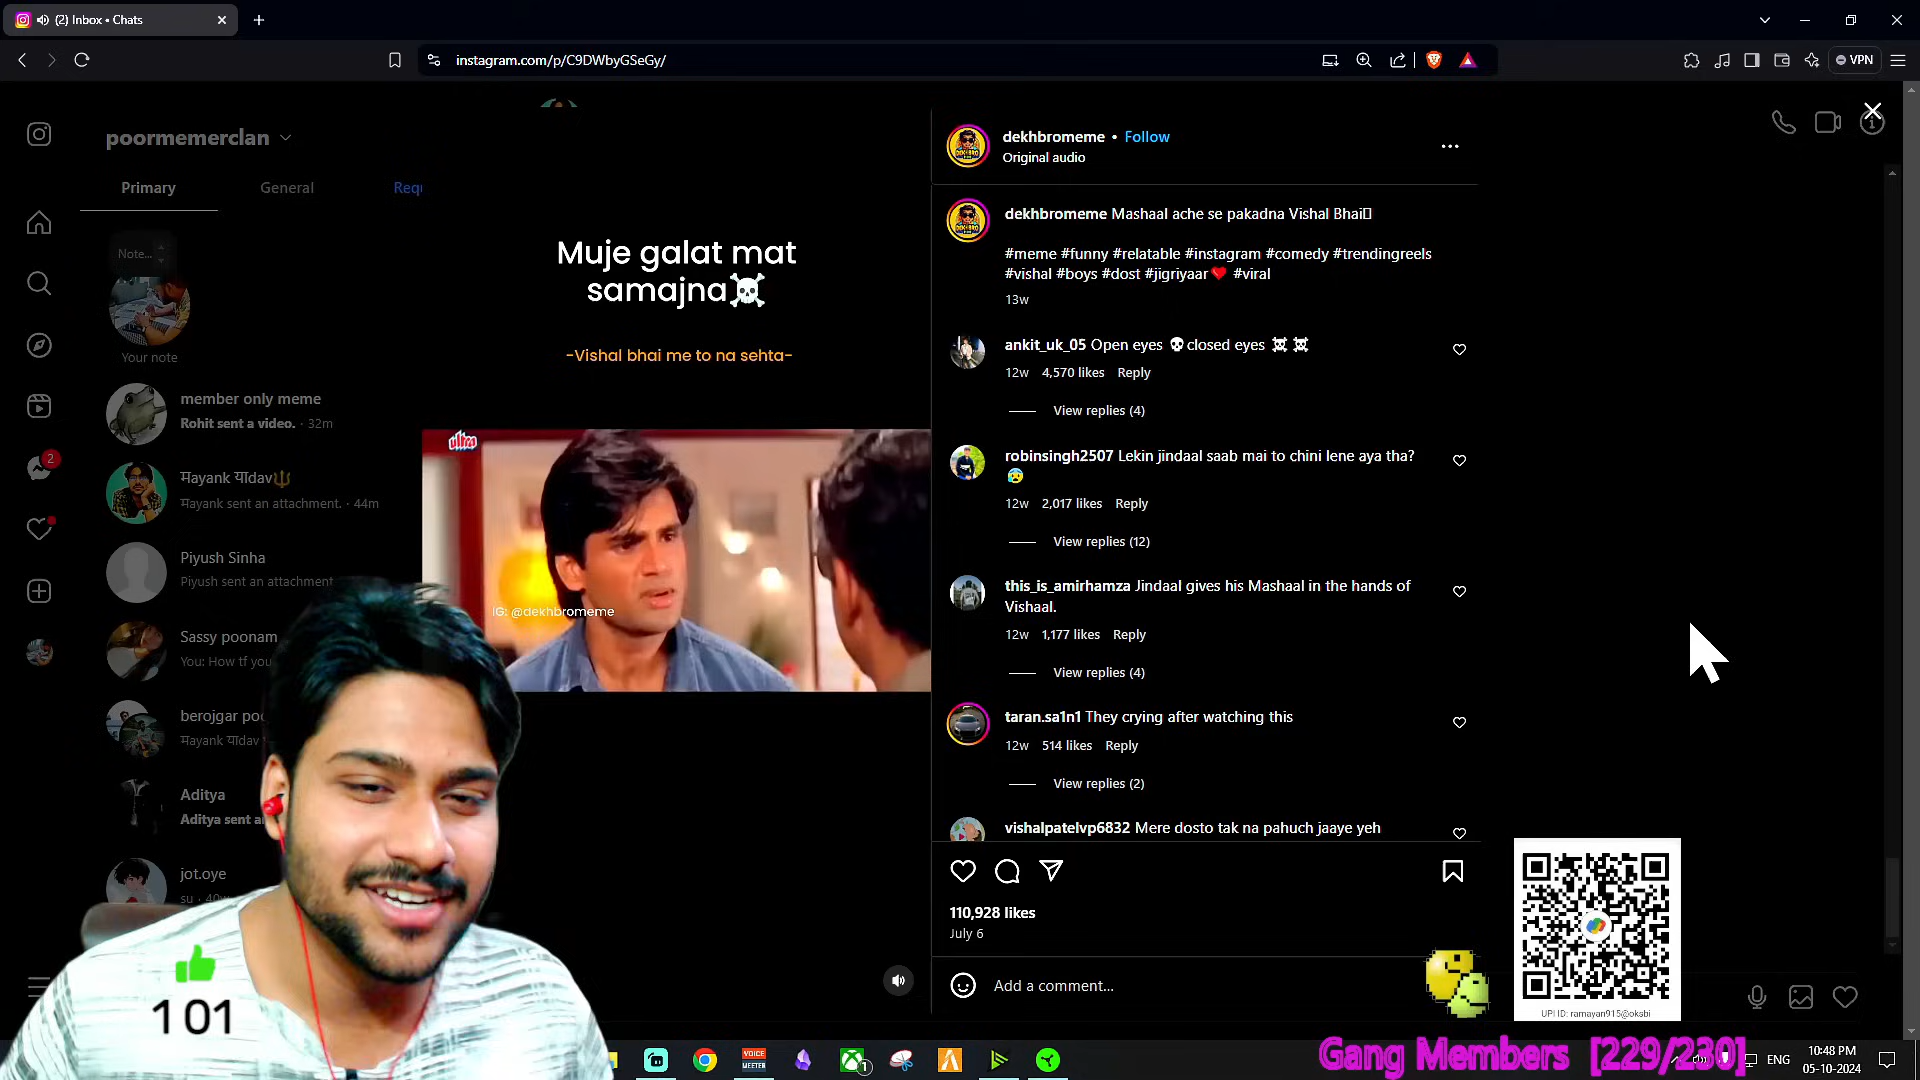 (2) Inbox • Chats
instagram.com/p/C9DWbyGSeGy/
VPN
poormemerclan
Primary
General
Requ
Note...
Your note
member only meme
Rohit sent a video. · 32m
sent an attachment. · 44m
Piyush Sinha
Piyush sent an attachment
Sassy poonam
You: How tf you
berojgar poo
Aditya
Aditya sent a
jot.oye
su · 40w
2
Muje galat mat
samajna☠️
-Vishal bhai me to na sehta-
ultra
IG: @dekhbromeme
dekhbromeme • Follow
Original audio
dekhbromeme Mashaal ache se pakadna Vishal Bhai
#meme #funny #relatable #instagram #comedy #trendingreels
#vishal #boys #dost #jigriyaar❤️ #viral
13w
ankit_uk_05 Open eyes 💀closed eyes ☠️☠️
12w 4,570 likes Reply
View replies (4)
robinsingh2507 Lekin jindaal saab mai to chini lene aya tha?
😰
12w 2,017 likes Reply
View replies (12)
this_is_amirhamza Jindaal gives his Mashaal in the hands of
Vishaal.
12w 1,177 likes Reply
View replies (4)
taran.sa1n1 They crying after watching this
12w 514 likes Reply
View replies (2)
vishalpatelvp6832 Mere dosto tak na pahuch jaaye yeh
110,928 likes
July 6
Add a comment...
101
UPI ID: ramayan915@oksbi
Gang Members [229/230]
VOICE
MEETER
1
ENG
10:48 PM
05-10-2024